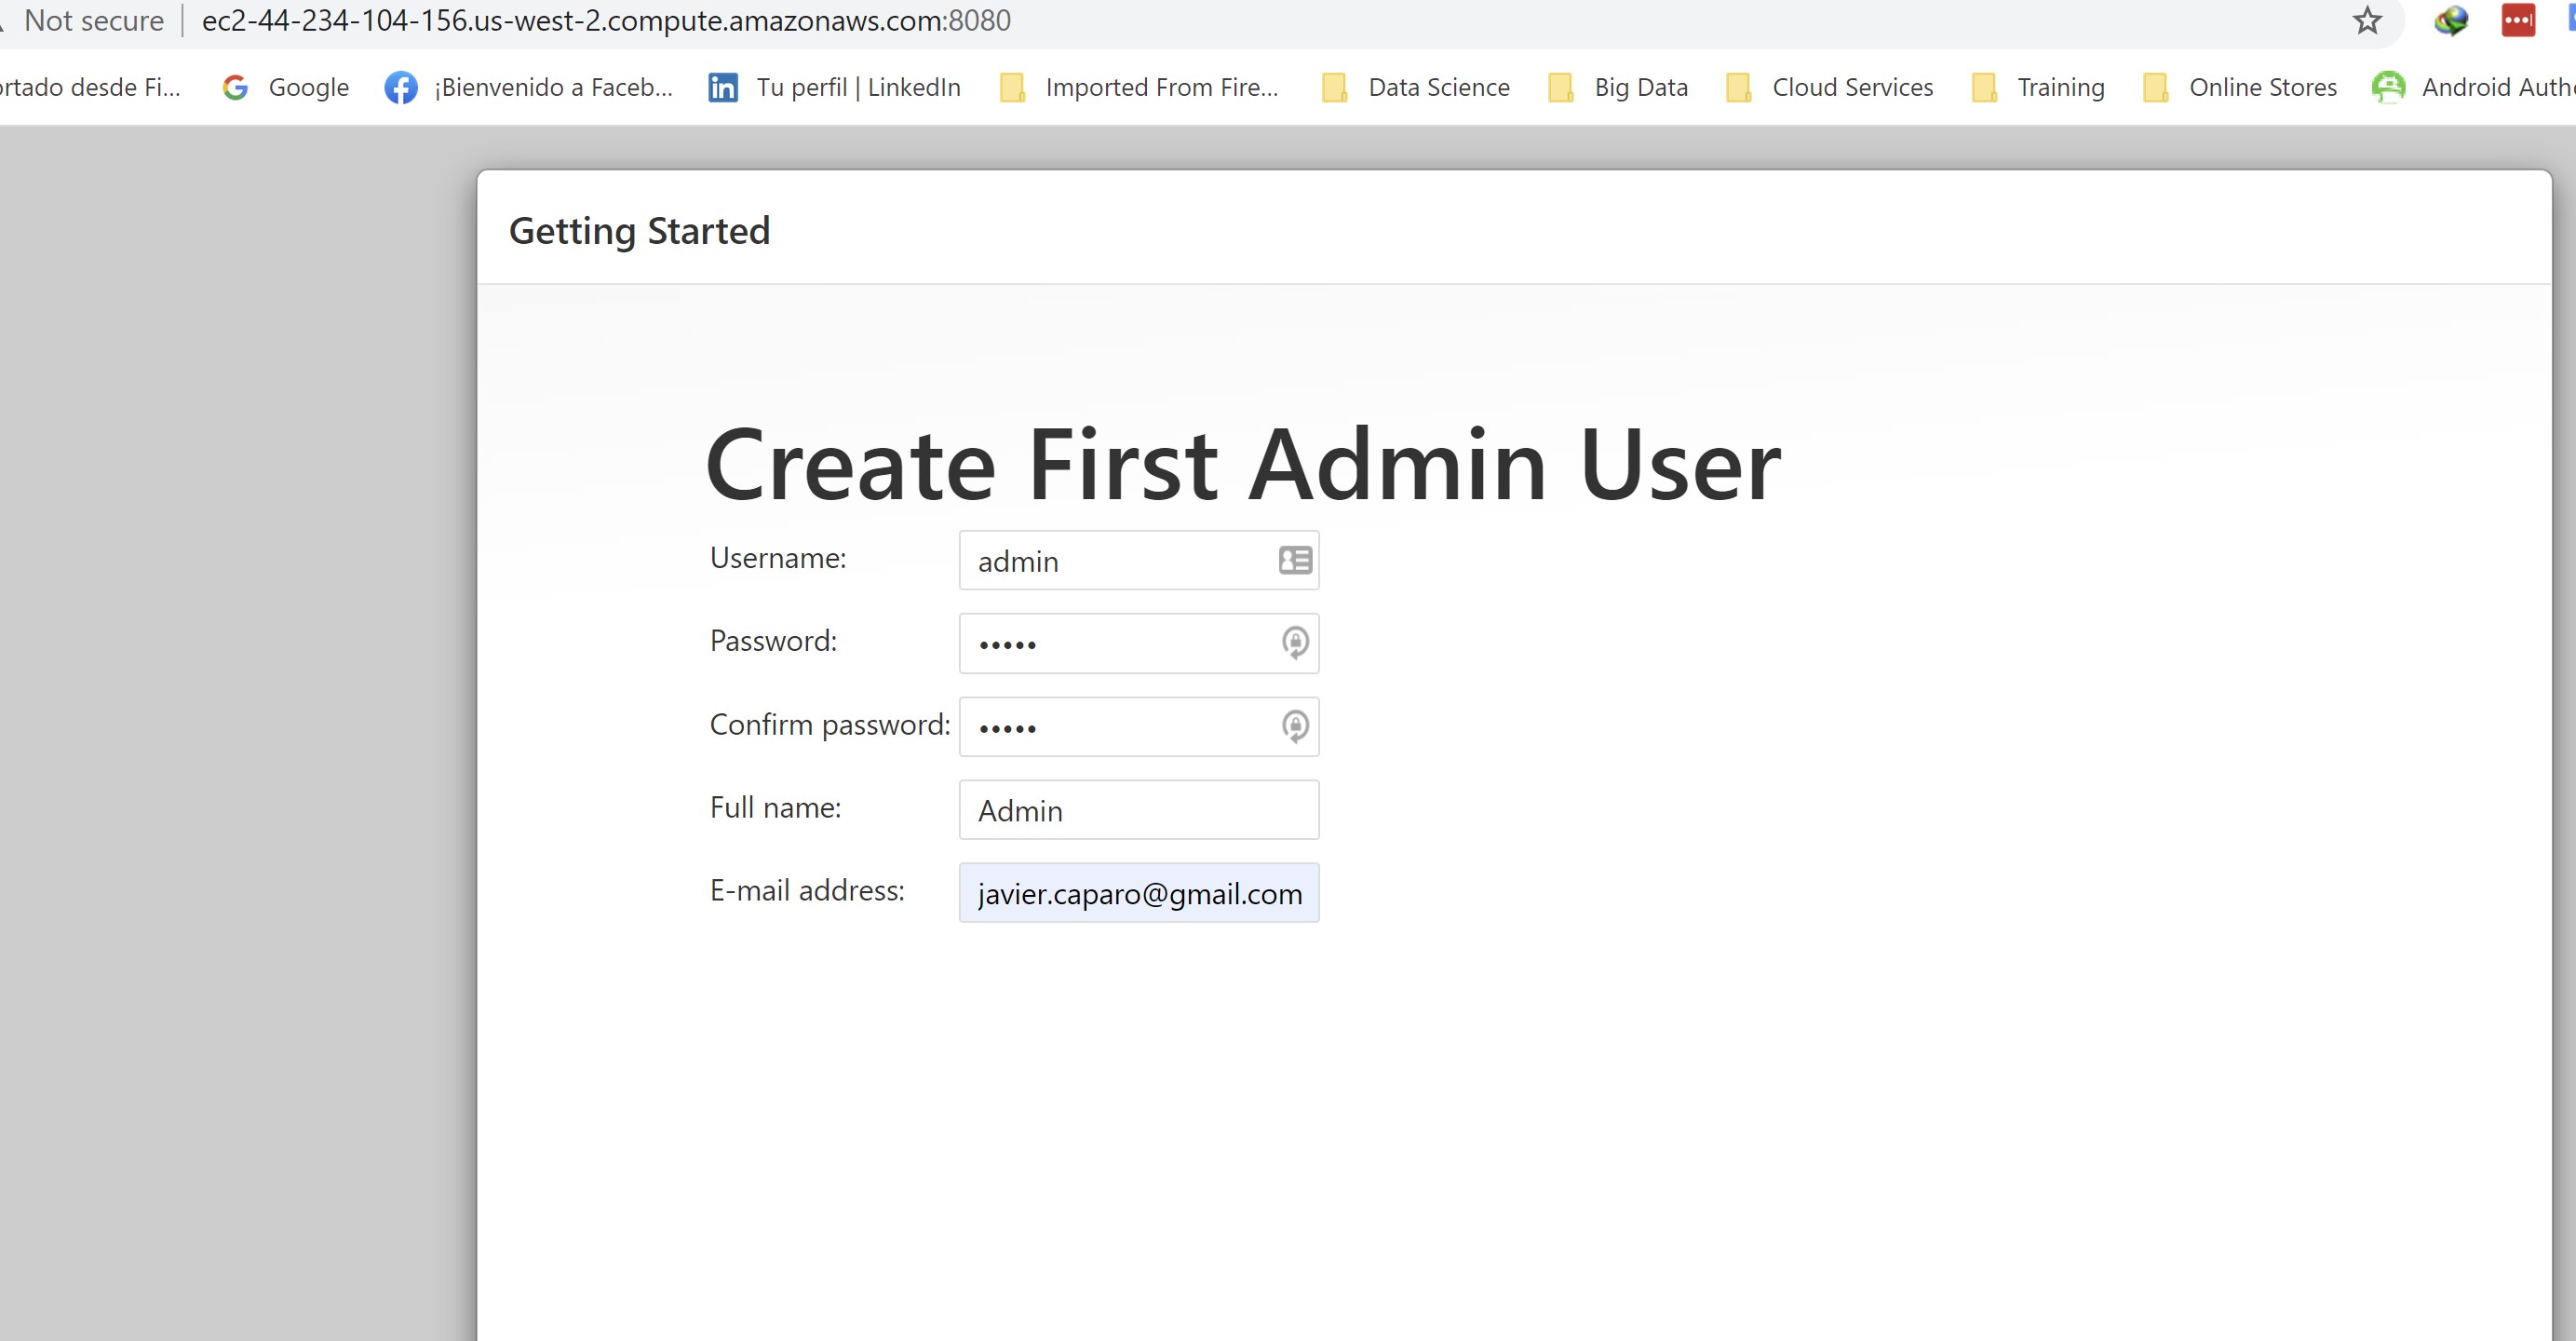 Not secure | ec2-44-234-104-156.us-west-2.compute.amazonaws.com:8080
ortado desde Fi... Google ¡Bienvenido a Faceb... Tu perfil | LinkedIn Imported From Fire... Data Science Big Data Cloud Services Training Online Stores Android Auth
Getting Started
Create First Admin User
Username: admin
Password: •••••
Confirm password: •••••
Full name: Admin
E-mail address: javier.caparo@gmail.com